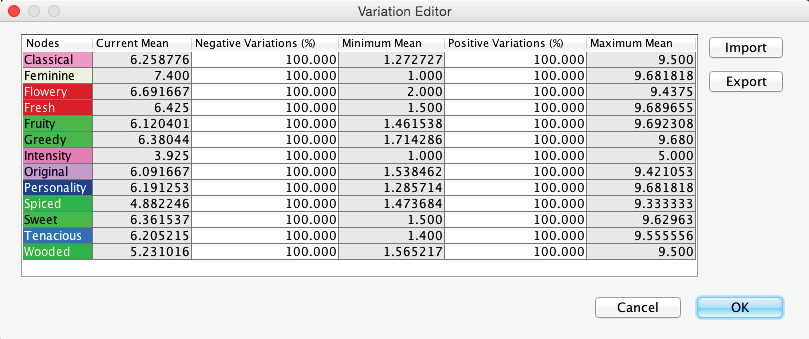 Variation Editor
Nodes Current Mean Negative Variations (%) Minimum Mean Positive Variations (%) Maximum Mean
Classical 6.258776 100.000 1.272727 100.000 9.500
Feminine 7.400 100.000 1.000 100.000 9.681818
Flowery 6.691667 100.000 2.000 100.000 9.4375
Fresh 6.425 100.000 1.500 100.000 9.689655
Fruity 6.120401 100.000 1.461538 100.000 9.692308
Greedy 6.38044 100.000 1.714286 100.000 9.680
Intensity 3.925 100.000 1.000 100.000 5.000
Original 6.091667 100.000 1.538462 100.000 9.421053
Personality 6.191253 100.000 1.285714 100.000 9.681818
Spiced 4.882246 100.000 1.473684 100.000 9.333333
Sweet 6.361537 100.000 1.500 100.000 9.62963
Tenacious 6.205215 100.000 1.400 100.000 9.555556
Wooded 5.231016 100.000 1.565217 100.000 9.500
Import
Export
Cancel OK